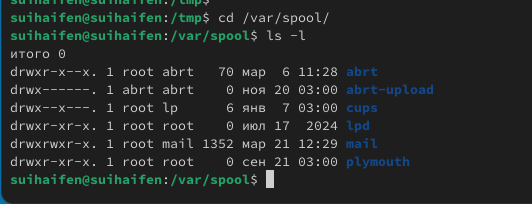 suihaifen@suihaifen:/tmp$
suihaifen@suihaifen:/tmp$ cd /var/spool/
suihaifen@suihaifen:/var/spool$ ls -l
итого 0
drwxr-x--x. 1 root abrt   70 мар  6 11:28 abrt
drwx------. 1 abrt abrt    0 ноя 20 03:00 abrt-upload
drwx--x---. 1 root lp      6 янв  7 03:00 cups
drwxr-xr-x. 1 root root    0 июл 17  2024 lpd
drwxrwxr-x. 1 root mail 1352 мар 21 12:29 mail
drwxr-xr-x. 1 root root    0 сен 21 03:00 plymouth
suihaifen@suihaifen:/var/spool$